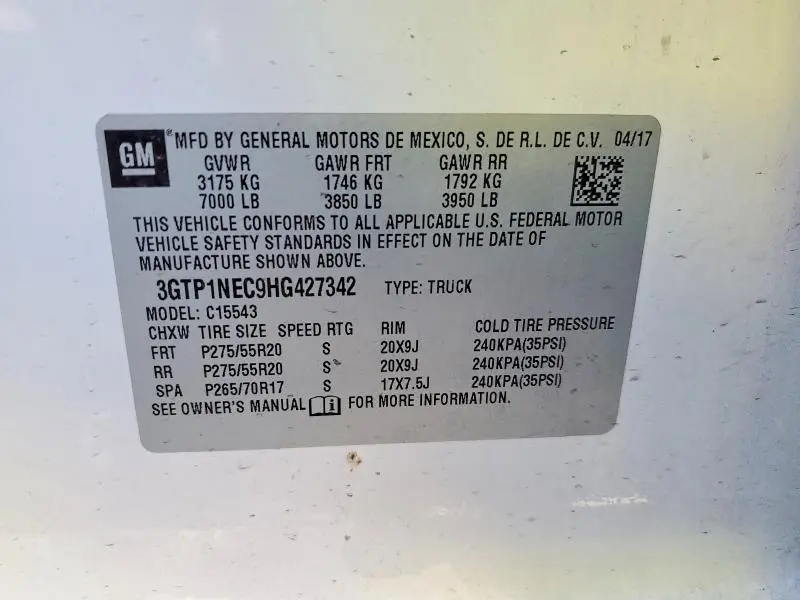 GM ® MFD BY GENERAL MOTORS DE MEXICO, S. DE R.L. DE C.V. 04/17
GVWR GAWR FRT GAWR RR
3175 KG 1746 KG 1792 KG
7000 LB 3850 LB 3950 LB
THIS VEHICLE CONFORMS TO ALL APPLICABLE U.S. FEDERAL MOTOR
VEHICLE SAFETY STANDARDS IN EFFECT ON THE DATE OF
MANUFACTURE SHOWN ABOVE.
3GTP1NEC9HG427342 TYPE: TRUCK
MODEL: C15543
CHXW TIRE SIZE SPEED RTG RIM COLD TIRE PRESSURE
FRT P275/55R20 S 20X9J 240KPA(35PSI)
RR P275/55R20 S 20X9J 240KPA(35PSI)
SPA P265/70R17 S 17X7.5J 240KPA(35PSI)
SEE OWNER'S MANUAL FOR MORE INFORMATION.